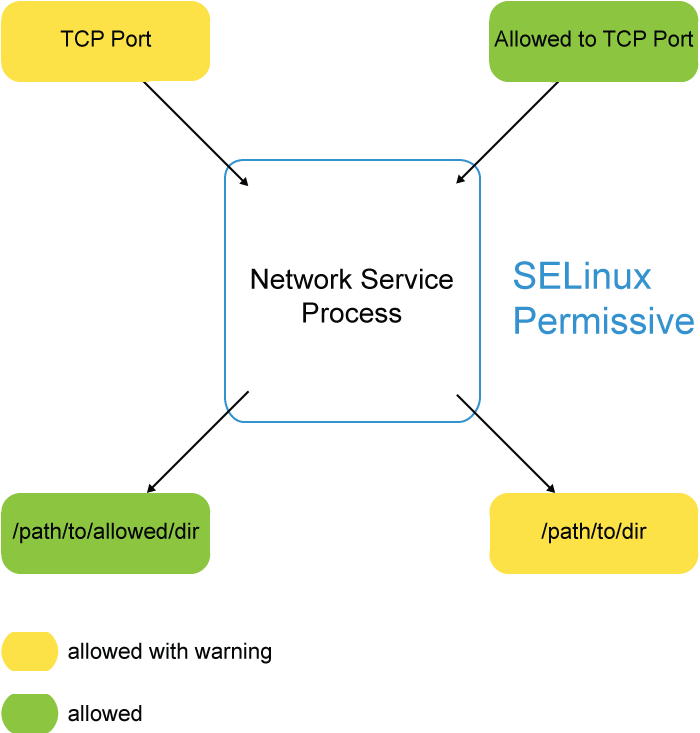 TCP Port
Allowed to TCP Port
Network Service
Process
SELinux
Permissive
/path/to/allowed/dir
/path/to/dir
allowed with warning
allowed